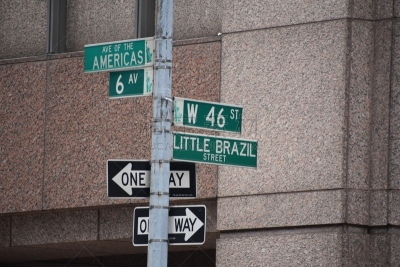 AVE OF THE
AMERICAS
6 AV
W 46 ST
LITTLE BRAZIL
STREET
ONE WAY
ONE WAY